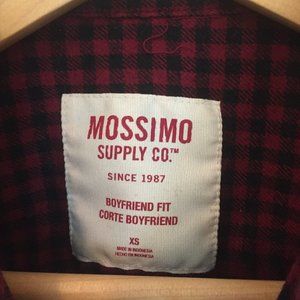 MOSSIMO
SUPPLY CO.™
SINCE 1987
BOYFRIEND FIT
CORTE BOYFRIEND
XS
MADE IN INDONESIA
HECHO EN INDONESIA